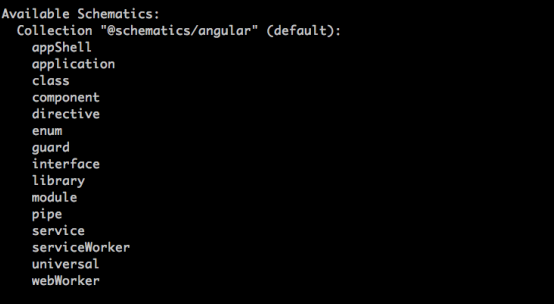 Available Schematics:
Collection "@schematics/angular" (default):
appShell
application
class
component
directive
enum
guard
interface
library
module
pipe
service
serviceWorker
universal
webWorker